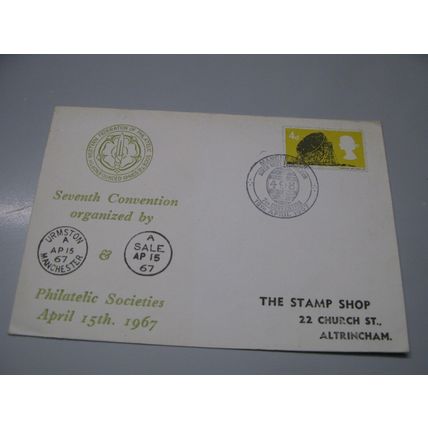 Seventh Convention
organized by
URMSTON
A
AP 15
67
MANCHESTER
&
A
SALE
AP 15
67
Philatelic Societies
April 15th. 1967
4d
498
THE STAMP SHOP
22 CHURCH ST.,
ALTRINCHAM.